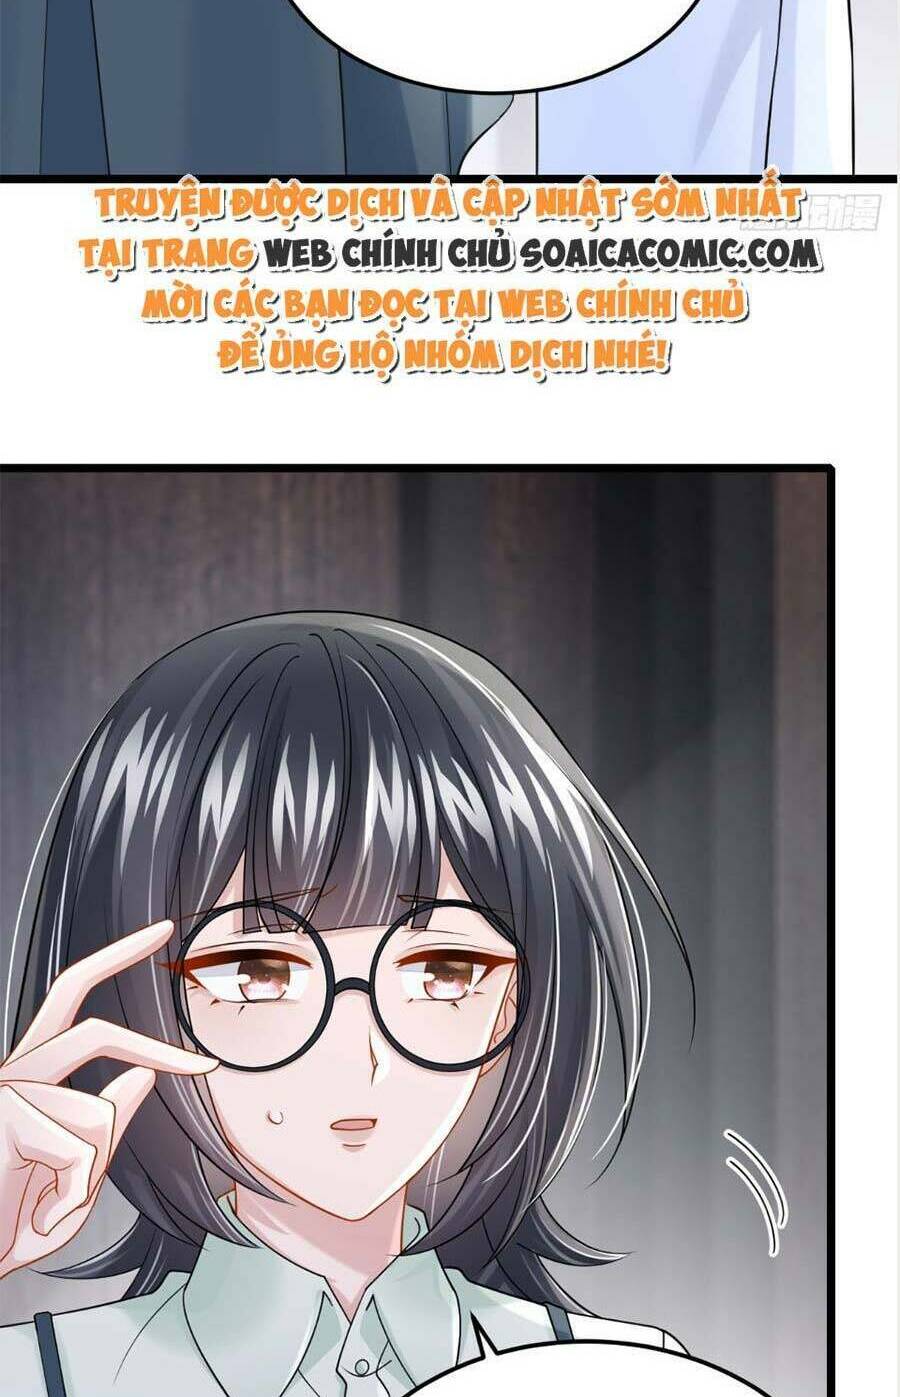 TRUYỆN ĐƯỢC DỊCH VÀ CẬP NHẬT SỚM NHẤT
TẠI TRANG WEB CHÍNH CHỦ SOAICACOMIC.COM
MỜI CÁC BẠN ĐỌC TẠI WEB CHÍNH CHỦ
ĐỂ ỦNG HỘ NHÓM DỊCH NHÉ!